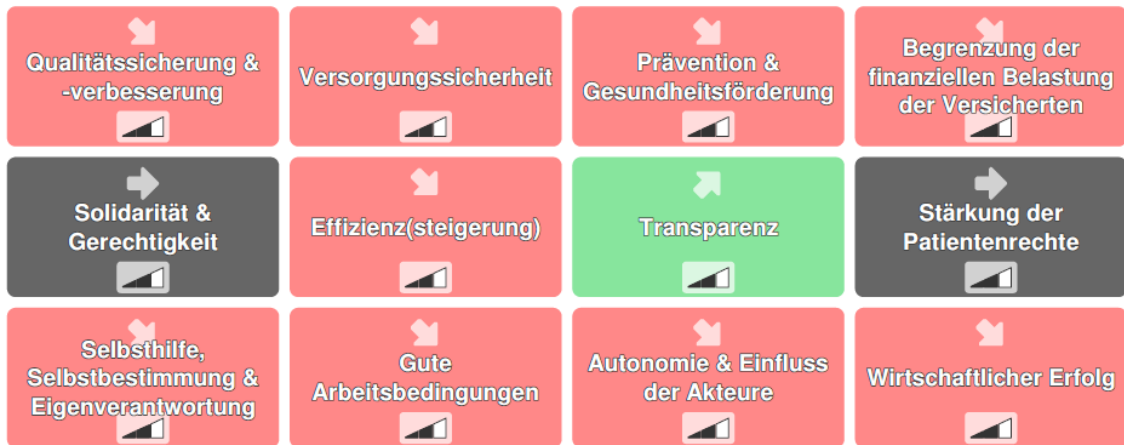 Qualitätssicherung &
-verbesserung
Versorgungssicherheit
Prävention &
Gesundheitsförderung
Begrenzung der
finanziellen Belastung
der Versicherten
Solidarität &
Gerechtigkeit
Effizienz(steigerung)
Transparenz
Stärkung der
Patientenrechte
Selbsthilfe,
Selbstbestimmung &
Eigenverantwortung
Gute
Arbeitsbedingungen
Autonomie & Einfluss
der Akteure
Wirtschaftlicher Erfolg